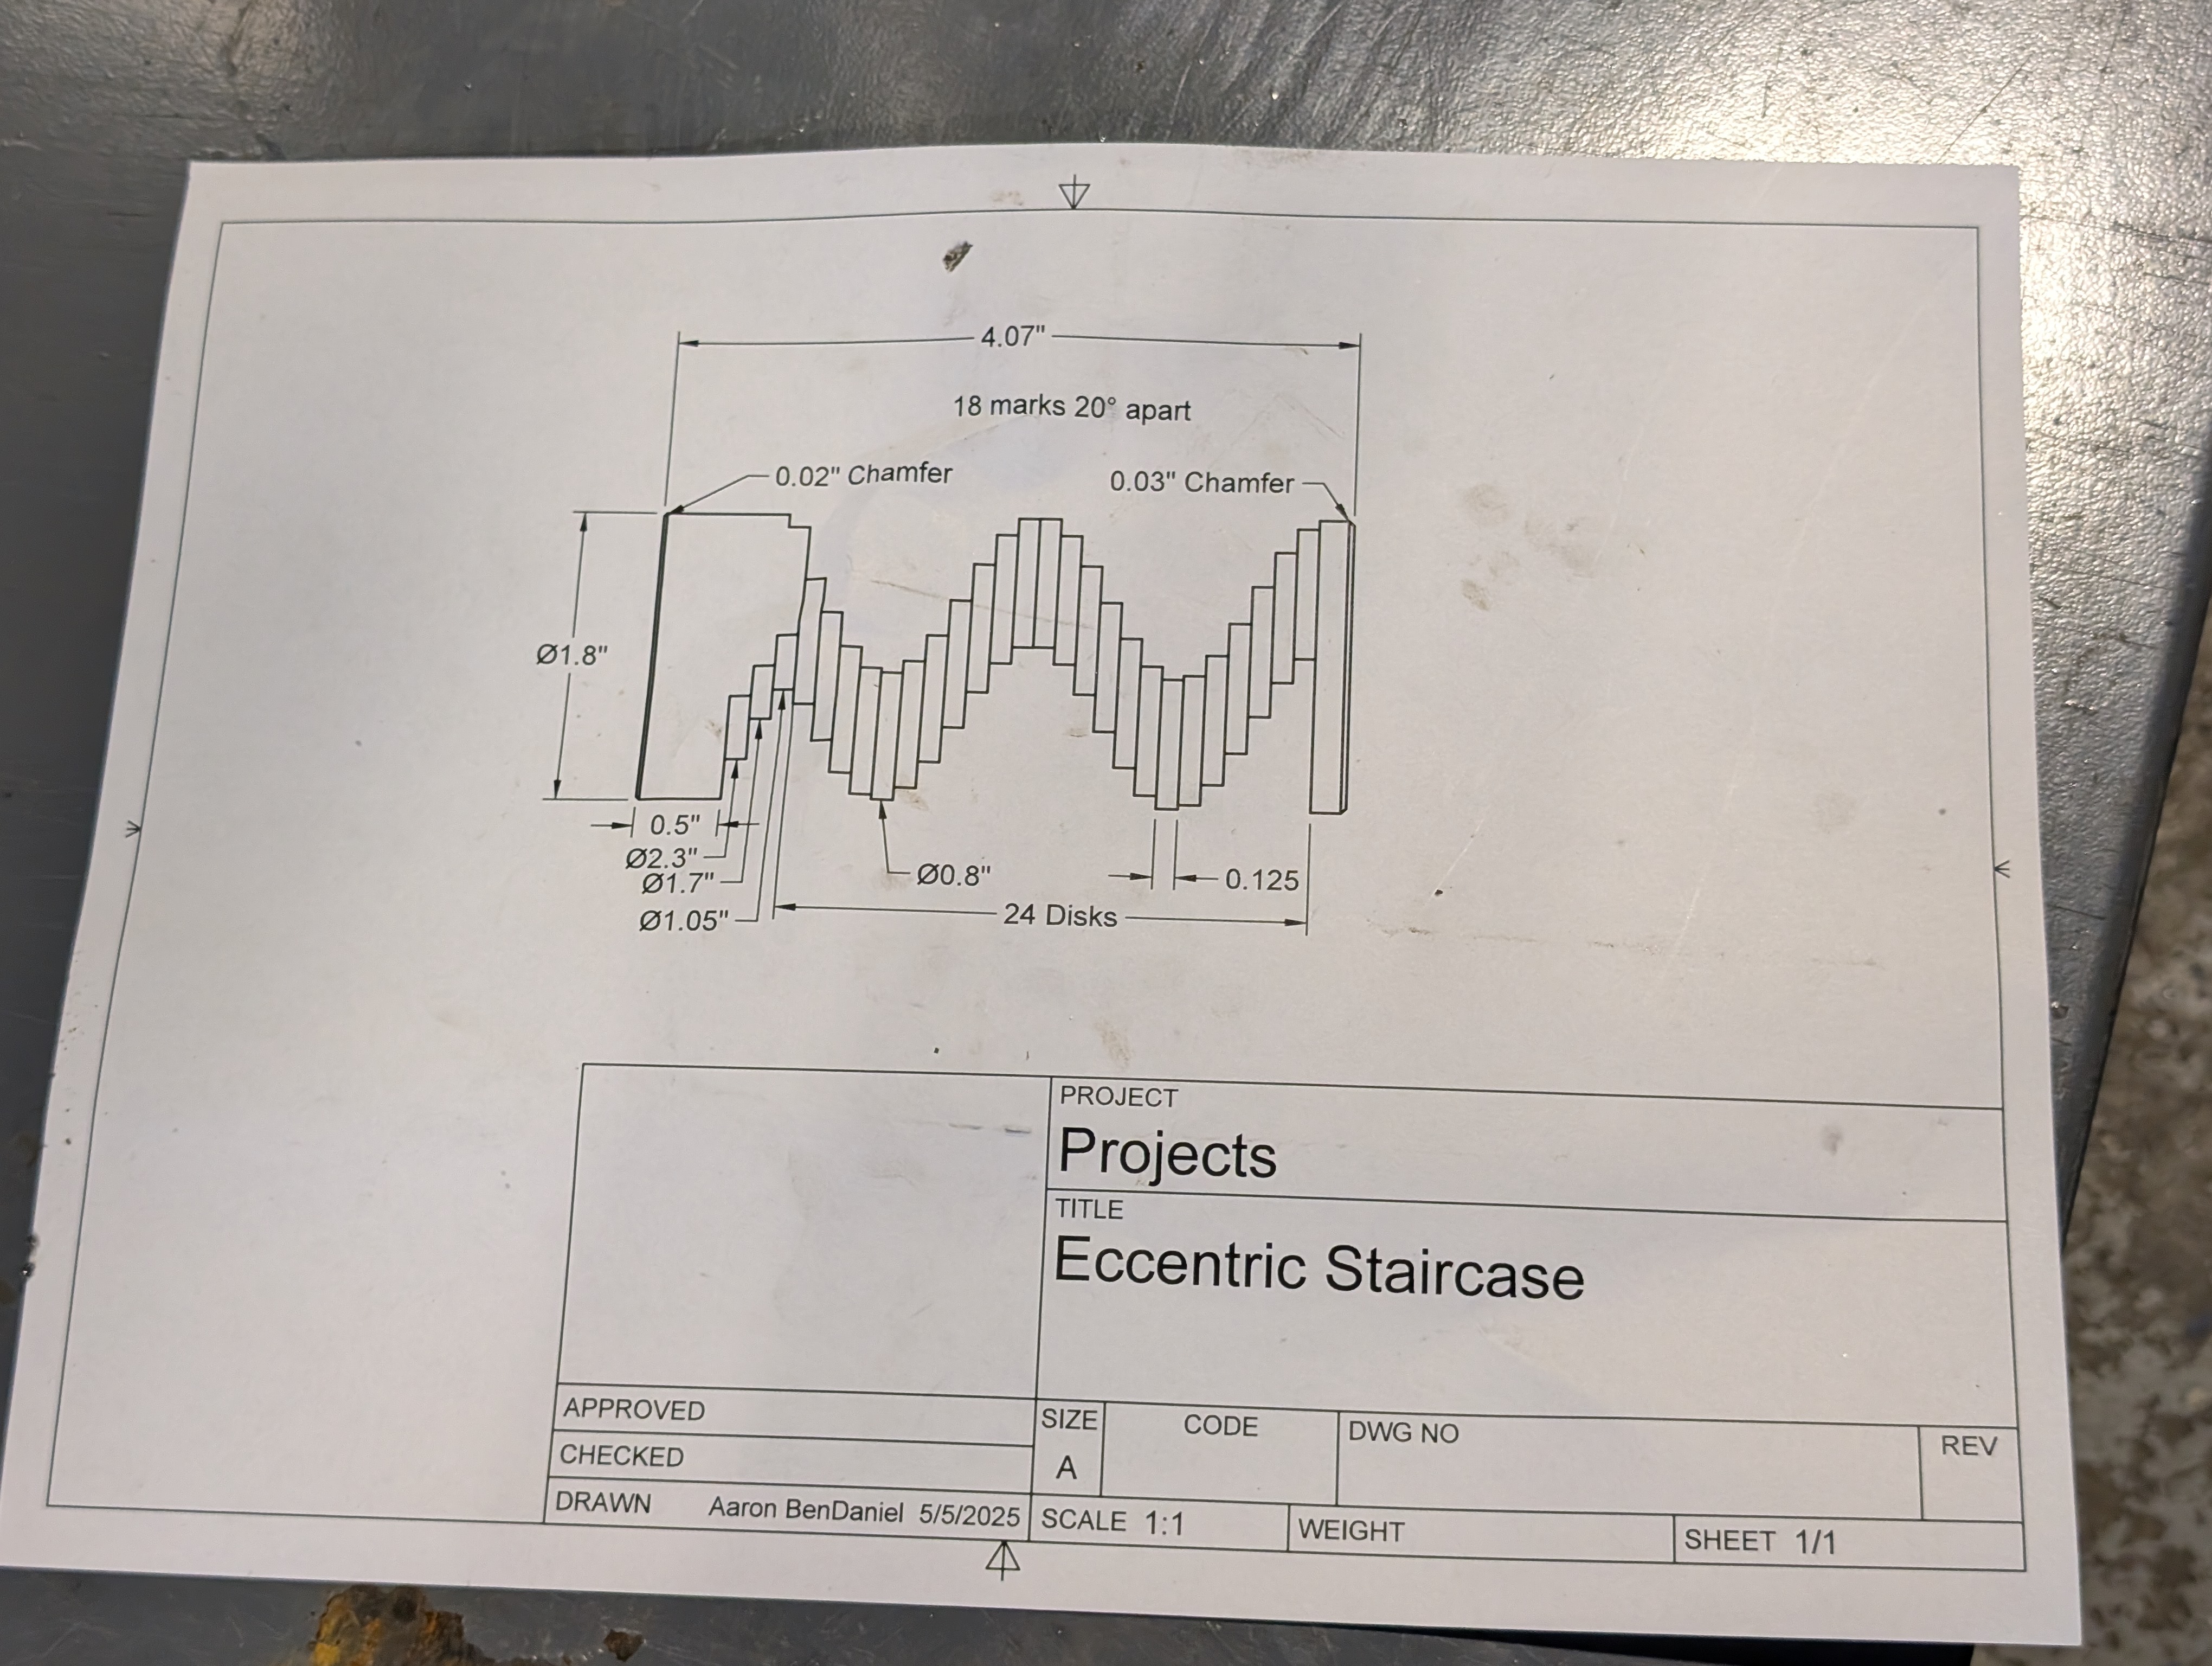 4.07"
18 marks 20° apart
0.02" Chamfer
0.03" Chamfer
Ø1.8"
0.5"
Ø2.3"
Ø1.7"
Ø1.05"
Ø0.8"
0.125
24 Disks
PROJECT
Projects
TITLE
Eccentric Staircase
APPROVED
CHECKED
DRAWN Aaron BenDaniel 5/5/2025
SIZE
A
CODE
DWG NO
REV
SCALE 1:1
WEIGHT
SHEET 1/1